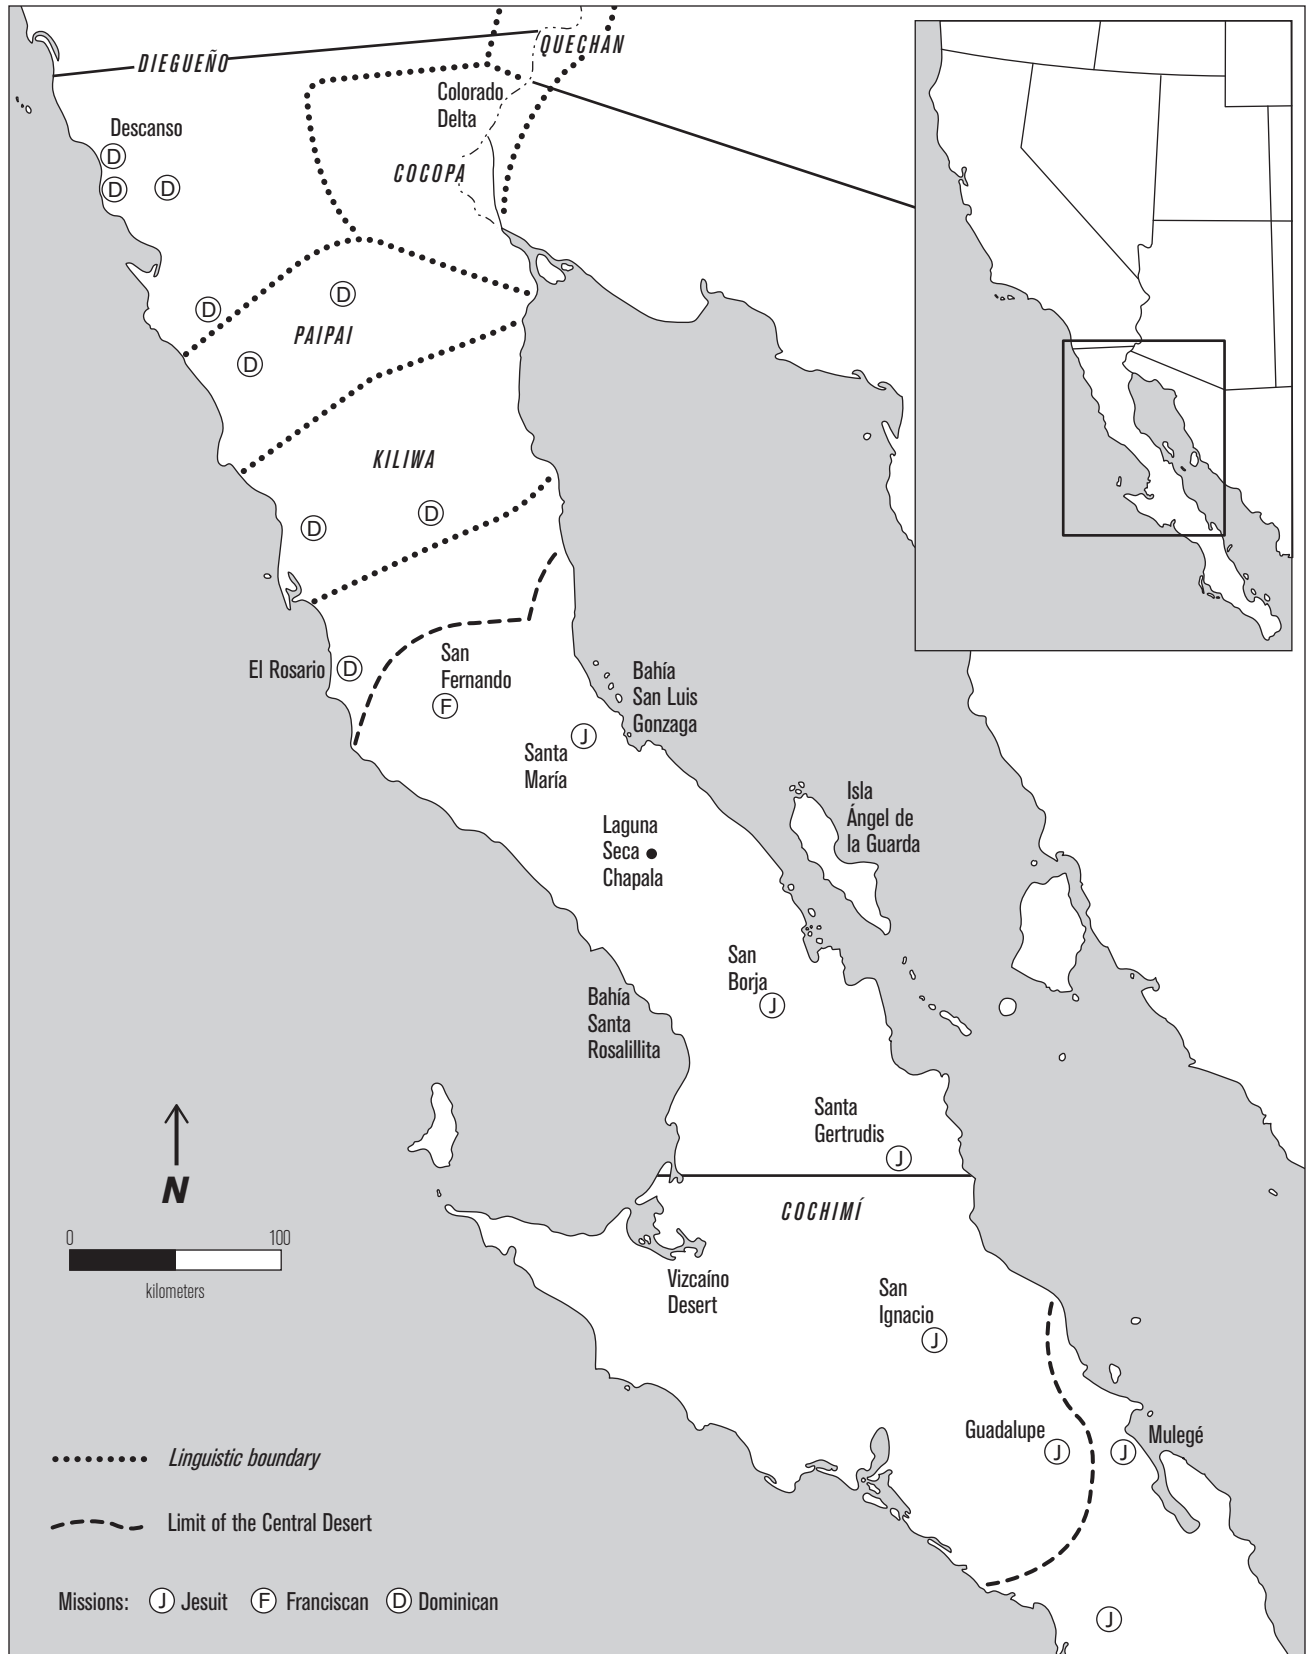 QUECHAN
DIEGUEÑO
Colorado
Delta
Descanso
D
D
D
COCOPA
D
D
PAIPAI
D
KILIWA
D
D
El Rosario
D
San
Fernando
F
Bahía
San Luis
Gonzaga
J
Santa
María
Isla
Ángel de
la Guarda
Laguna
Seca
Chapala
San
Borja
J
Bahía
Santa
Rosalillita
Santa
Gertrudis
J
N
COCHIMÍ
0 100
kilometers
Vizcaíno
Desert
San
Ignacio
J
Guadalupe
J
J
Mulegé
Linguistic boundary
Limit of the Central Desert
Missions: J Jesuit F Franciscan D Dominican
J